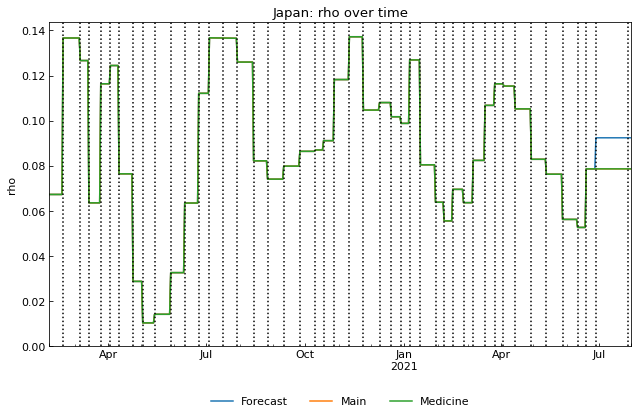 Japan: rho over time
0.14
0.12
0.10
0.08
0.06
0.04
0.02
0.00
rho
Apr Jul Oct Jan Apr Jul
2021
Forecast Main Medicine